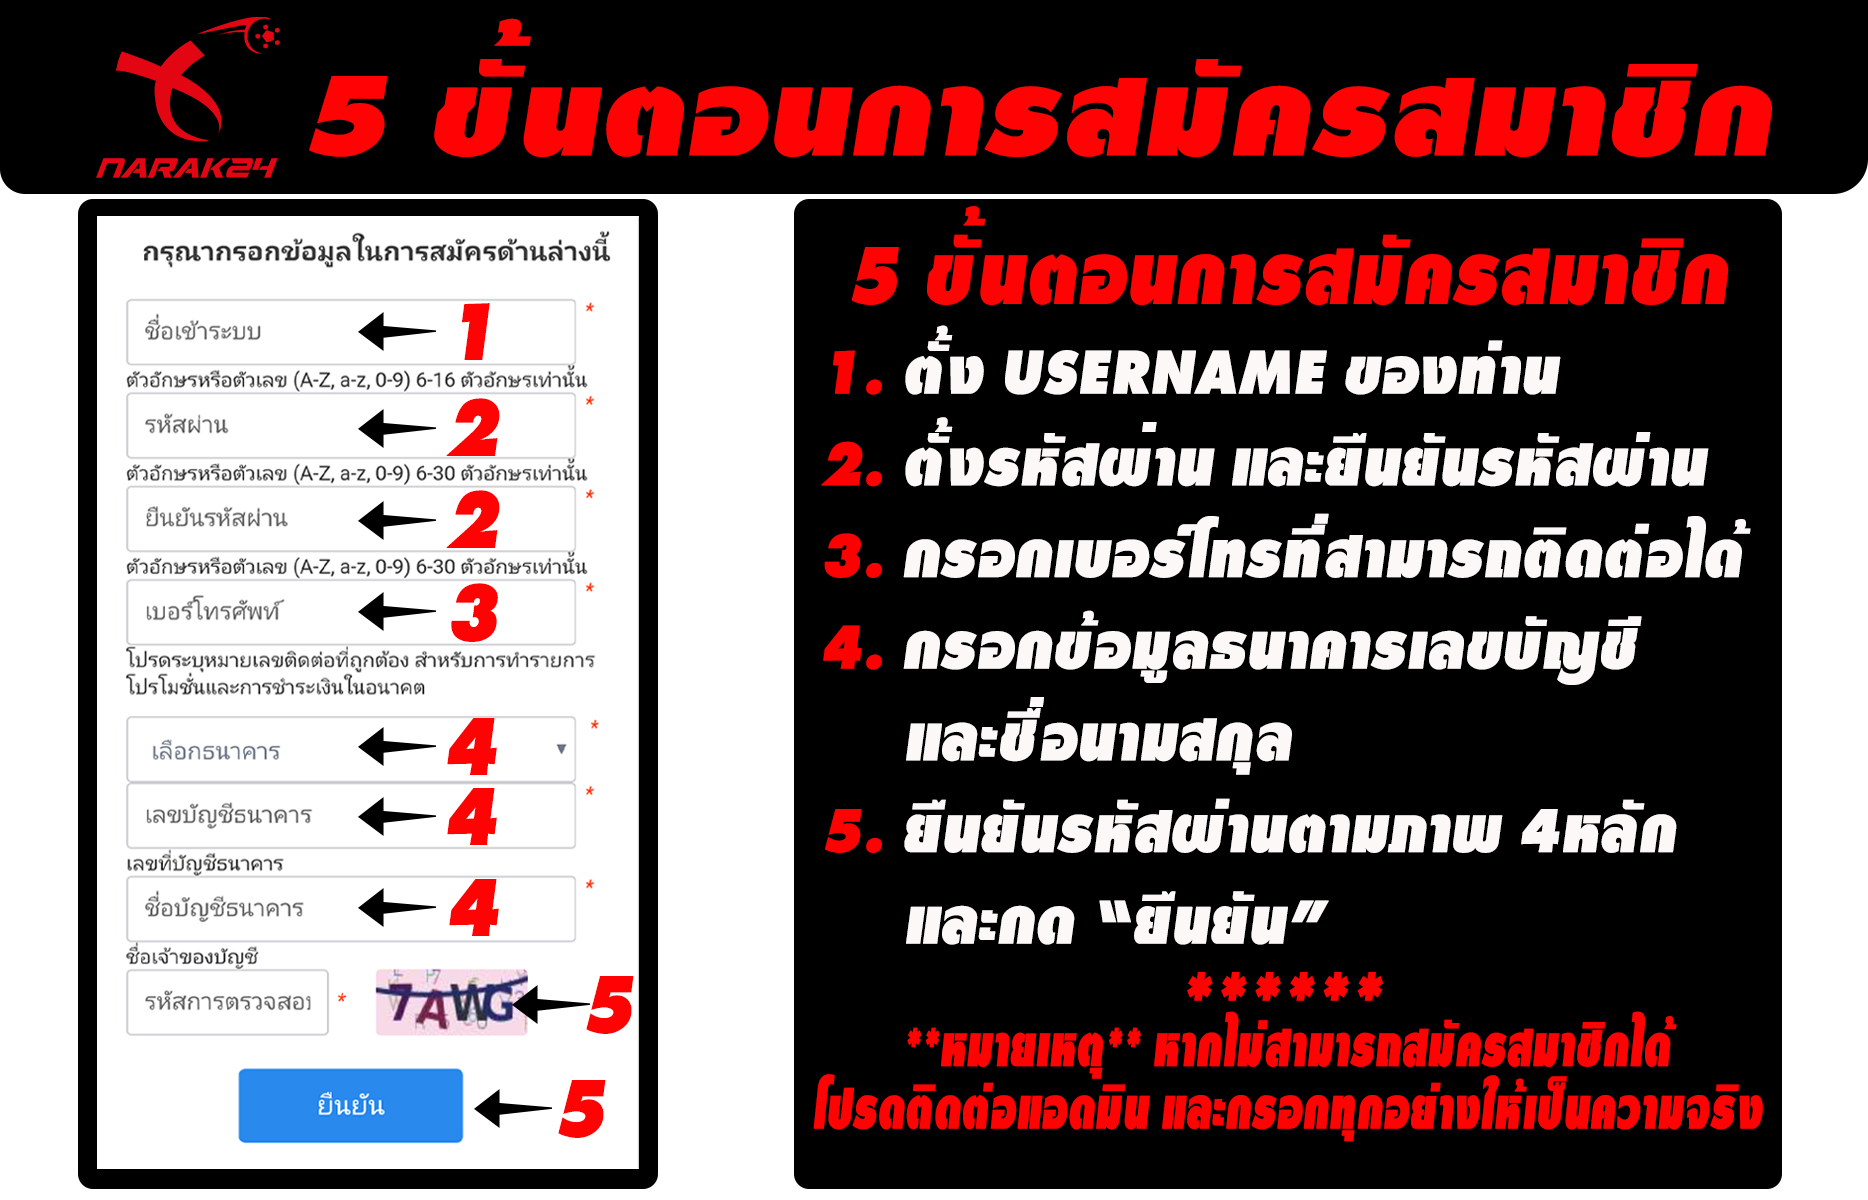 NARAK24
5 ขั้นตอนการสมัครสมาชิก
กรุณากรอกข้อมูลในการสมัครด้านล่างนี้
ชื่อเข้าระบบ
1
*
ตัวอักษรหรือตัวเลข (A-Z, a-z, 0-9) 6-16 ตัวอักษรเท่านั้น
รหัสผ่าน
2
*
ตัวอักษรหรือตัวเลข (A-Z, a-z, 0-9) 6-30 ตัวอักษรเท่านั้น
ยืนยันรหัสผ่าน
2
*
ตัวอักษรหรือตัวเลข (A-Z, a-z, 0-9) 6-30 ตัวอักษรเท่านั้น
เบอร์โทรศัพท์
3
*
โปรดระบุหมายเลขติดต่อที่ถูกต้อง สำหรับการทำรายการ
โปรโมชั่นและการชำระเงินในอนาคต
เลือกธนาคาร
4
*
เลขบัญชีธนาคาร
4
*
เลขที่บัญชีธนาคาร
ชื่อบัญชีธนาคาร
4
*
ชื่อเจ้าของบัญชี
รหัสการตรวจสอบ
*
7AWG
5
ยืนยัน
5
5 ขั้นตอนการสมัครสมาชิก
1. ตั้ง USERNAME ของท่าน
2. ตั้งรหัสผ่าน และยืนยันรหัสผ่าน
3. กรอกเบอร์โทรที่สามารถติดต่อได้
4. กรอกข้อมูลธนาคารเลขบัญชี
และชื่อนามสกุล
5. ยืนยันรหัสผ่านตามภาพ 4หลัก
และกด “ยืนยัน”
******
**หมายเหตุ** หากไม่สามารถสมัครสมาชิกได้
โปรดติดต่อแอดมิน และกรอกทุกอย่างให้เป็นความจริง